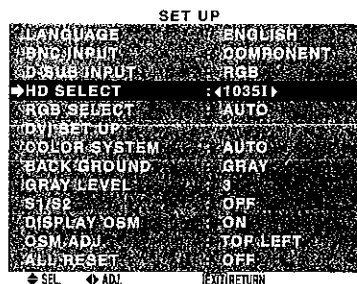 SET UP
LANGUAGE : ENGLISH
BNC INPUT : COMPONENT
D-SUB INPUT : RGB
➡HD SELECT :◀1035I▶
RGB SELECT : AUTO
DVI SET UP
COLOR SYSTEM : AUTO
BACK GROUND : GRAY
GRAY LEVEL : 3
S1/S2 : OFF
DISPLAY OSM : ON
OSM ADJ. : TOP LEFT
ALL RESET : OFF
SEL. ADJ. EXIT RETURN